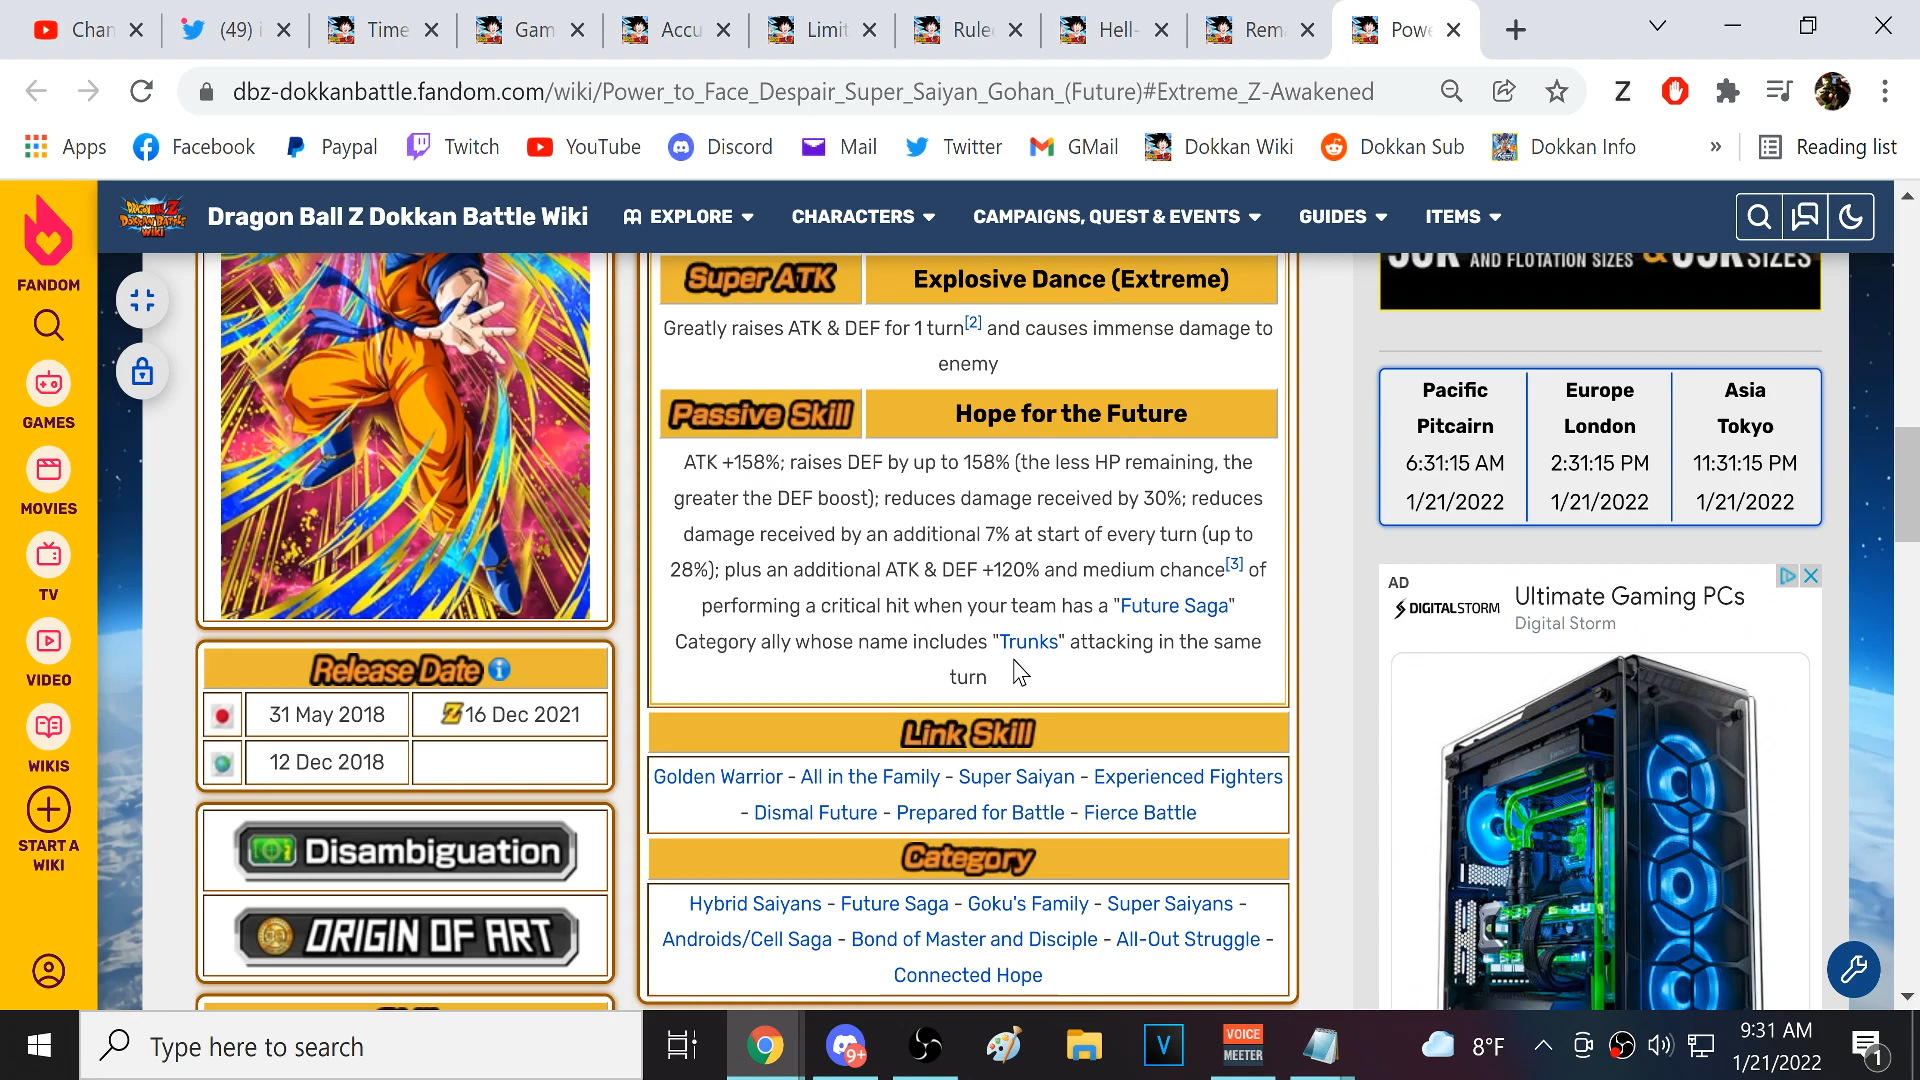 Chan
(49) i
Time
Gam
Accu
Limit
Rule
Hell-
Rem
Powe
dbz-dokkanbattle.fandom.com/wiki/Power_to_Face_Despair_Super_Saiyan_Gohan_(Future)#Extreme_Z-Awakened
Z
Apps
Facebook
Paypal
Twitch
YouTube
Discord
Mail
Twitter
GMail
Dokkan Wiki
Dokkan Sub
Dokkan Info
»
Reading list
Dragon Ball Z Dokkan Battle Wiki
EXPLORE
CHARACTERS
CAMPAIGNS, QUEST & EVENTS
GUIDES
ITEMS
FANDOM
GAMES
MOVIES
TV
VIDEO
WIKIS
START A
WIKI
Release Date
31 May 2018
Z 16 Dec 2021
12 Dec 2018
Disambiguation
ORIGIN OF ART
Super ATK
Explosive Dance (Extreme)
Greatly raises ATK & DEF for 1 turn[2] and causes immense damage to
enemy
Passive Skill
Hope for the Future
ATK +158%; raises DEF by up to 158% (the less HP remaining, the
greater the DEF boost); reduces damage received by 30%; reduces
damage received by an additional 7% at start of every turn (up to
28%); plus an additional ATK & DEF +120% and medium chance[3] of
performing a critical hit when your team has a "Future Saga"
Category ally whose name includes "Trunks" attacking in the same
turn
Link Skill
Golden Warrior - All in the Family - Super Saiyan - Experienced Fighters
- Dismal Future - Prepared for Battle - Fierce Battle
Category
Hybrid Saiyans - Future Saga - Goku's Family - Super Saiyans -
Androids/Cell Saga - Bond of Master and Disciple - All-Out Struggle -
Connected Hope
AND FLOTATION SIZES & SIZES
Pacific
Pitcairn
6:31:15 AM
1/21/2022
Europe
London
2:31:15 PM
1/21/2022
Asia
Tokyo
11:31:15 PM
1/21/2022
AD
DIGITALSTORM
Ultimate Gaming PCs
Digital Storm
Type here to search
9+
V
VOICE
MEETER
8°F
9:31 AM
1/21/2022
1